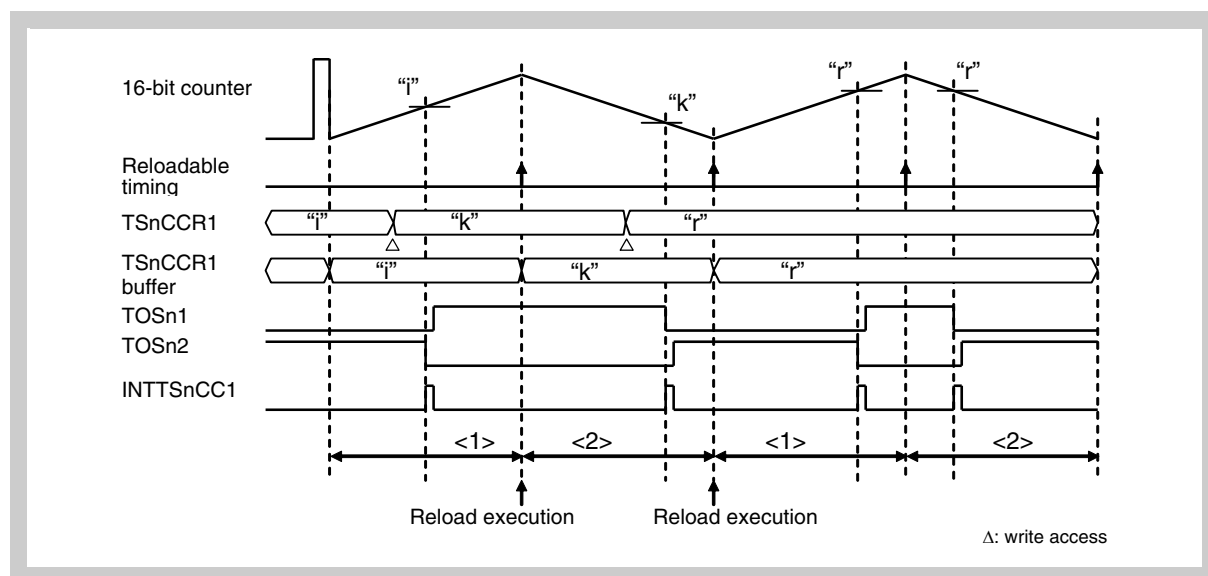 16-bit counter
“i”
“k”
“r”
“r”
Reloadable
timing
TSnCCR1
“i”
“k”
“r”
TSnCCR1
buffer
“i”
“k”
“r”
TOSn1
TOSn2
INTTSnCC1
<1>
<2>
<1>
<2>
Reload execution
Reload execution
Δ: write access